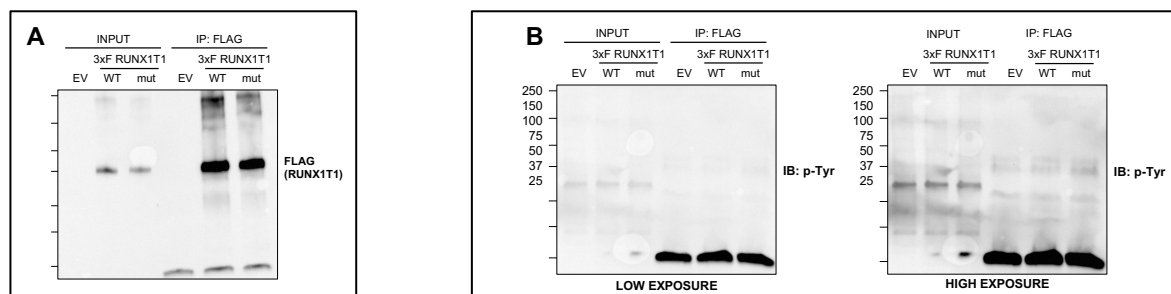 A
INPUT IP: FLAG
3xF RUNX1T1 3xF RUNX1T1
EV WT mut EV WT mut
FLAG
(RUNX1T1)
B
INPUT IP: FLAG
3xF RUNX1T1 3xF RUNX1T1
EV WT mut EV WT mut
250
150
100
75
50
37
25
IB: p-Tyr
LOW EXPOSURE
INPUT IP: FLAG
3xF RUNX1T1 3xF RUNX1T1
EV WT mut EV WT mut
250
150
100
75
50
37
25
IB: p-Tyr
HIGH EXPOSURE